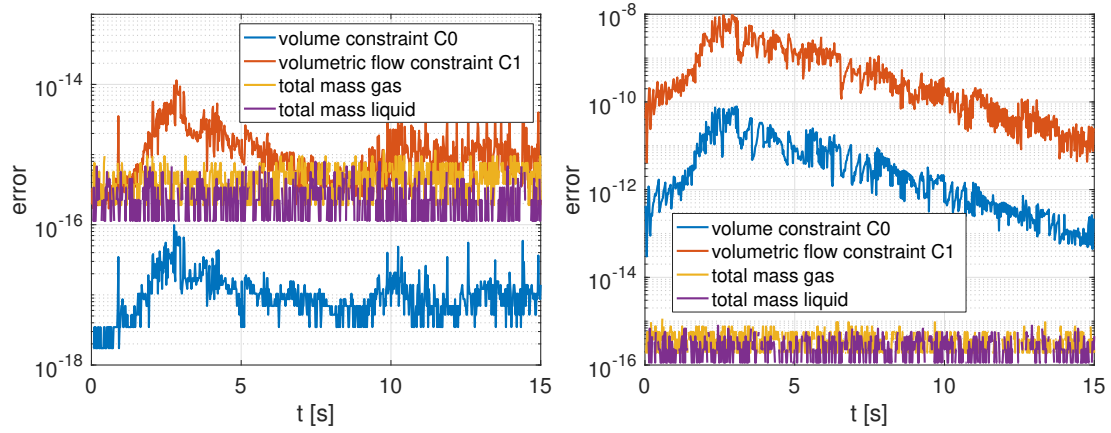 volume constraint C0
volumetric flow constraint C1
total mass gas
total mass liquid
10^-14
10^-16
10^-18
error
0 5 10 15
t [s]
10^-8
10^-10
10^-12
10^-14
10^-16
error
volume constraint C0
volumetric flow constraint C1
total mass gas
total mass liquid
0 5 10 15
t [s]